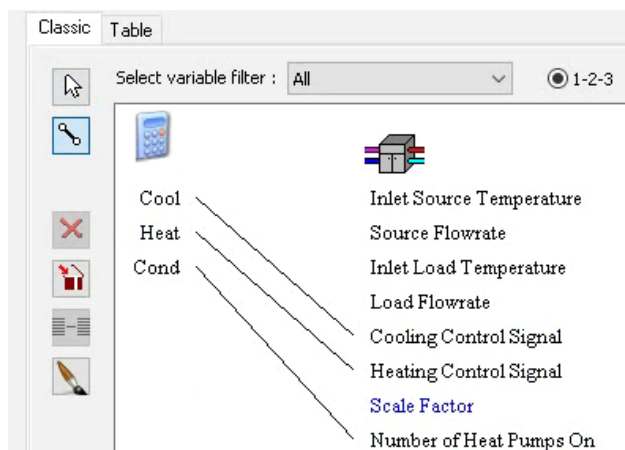 Classic Table
Select variable filter : All 1-2-3
Cool
Heat
Cond
Inlet Source Temperature
Source Flowrate
Inlet Load Temperature
Load Flowrate
Cooling Control Signal
Heating Control Signal
Scale Factor
Number of Heat Pumps On